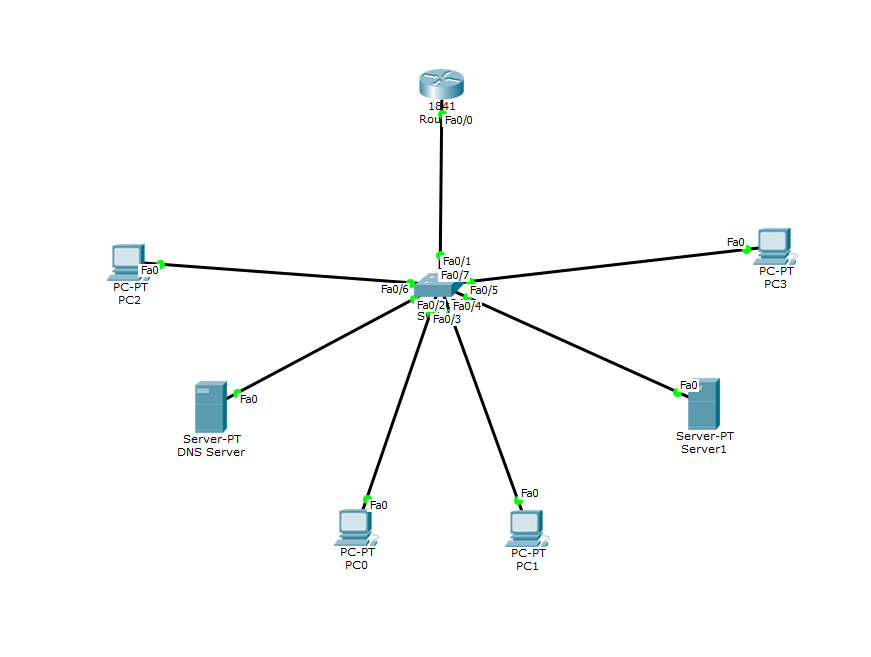 1841
Rou
Fa0/0
Fa0
PC-PT
PC3
Fa0/1
Fa0/7
Fa0
PC-PT
PC2
Fa0/6
Fa0/5
Fa0/2
Fa0/4
S
Fa0/3
Fa0
Server-PT
DNS Server
Fa0
Server-PT
Server1
Fa0
PC-PT
PC0
Fa0
PC-PT
PC1